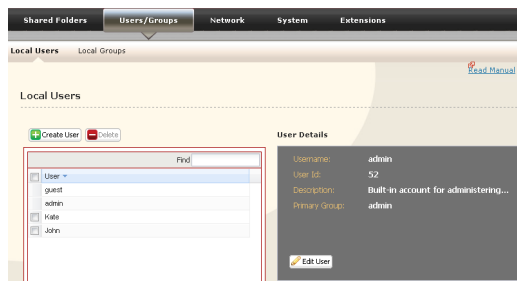 Shared Folders Users/Groups Network System Extensions
Local Users Local Groups
Read Manual
Local Users
Create User Delete
User Details
Find
User
guest
admin
Kate
John
Username: admin
User Id: 52
Description: Built-in account for administering...
Primary Group: admin
Edit User